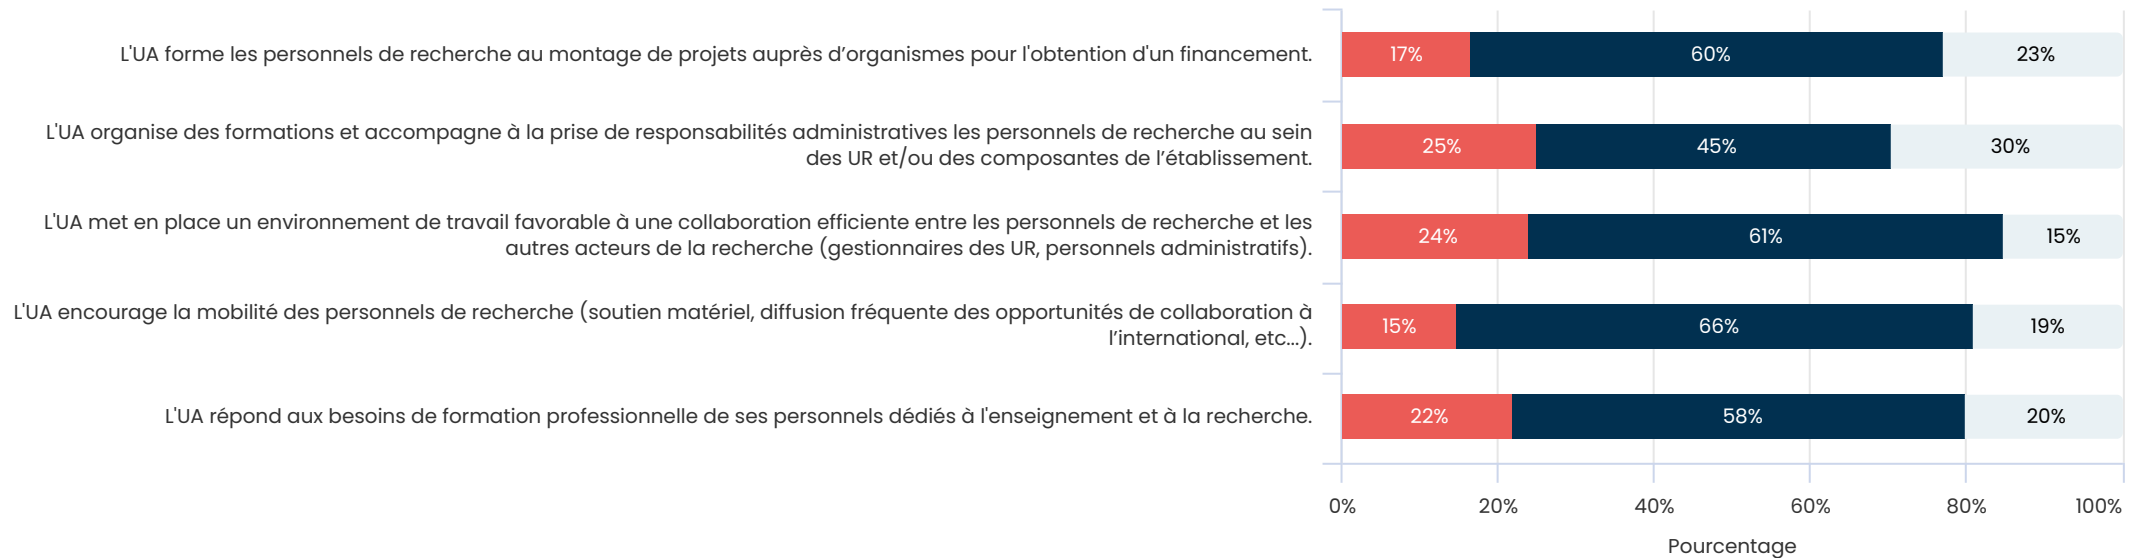 L'UA forme les personnels de recherche au montage de projets auprès d’organismes pour l'obtention d'un financement.
17% 60% 23%
L'UA organise des formations et accompagne à la prise de responsabilités administratives les personnels de recherche au sein
des UR et/ou des composantes de l’établissement.
25% 45% 30%
L'UA met en place un environnement de travail favorable à une collaboration efficiente entre les personnels de recherche et les
autres acteurs de la recherche (gestionnaires des UR, personnels administratifs).
24% 61% 15%
L'UA encourage la mobilité des personnels de recherche (soutien matériel, diffusion fréquente des opportunités de collaboration à
l’international, etc...).
15% 66% 19%
L'UA répond aux besoins de formation professionnelle de ses personnels dédiés à l'enseignement et à la recherche.
22% 58% 20%
0% 20% 40% 60% 80% 100%
Pourcentage